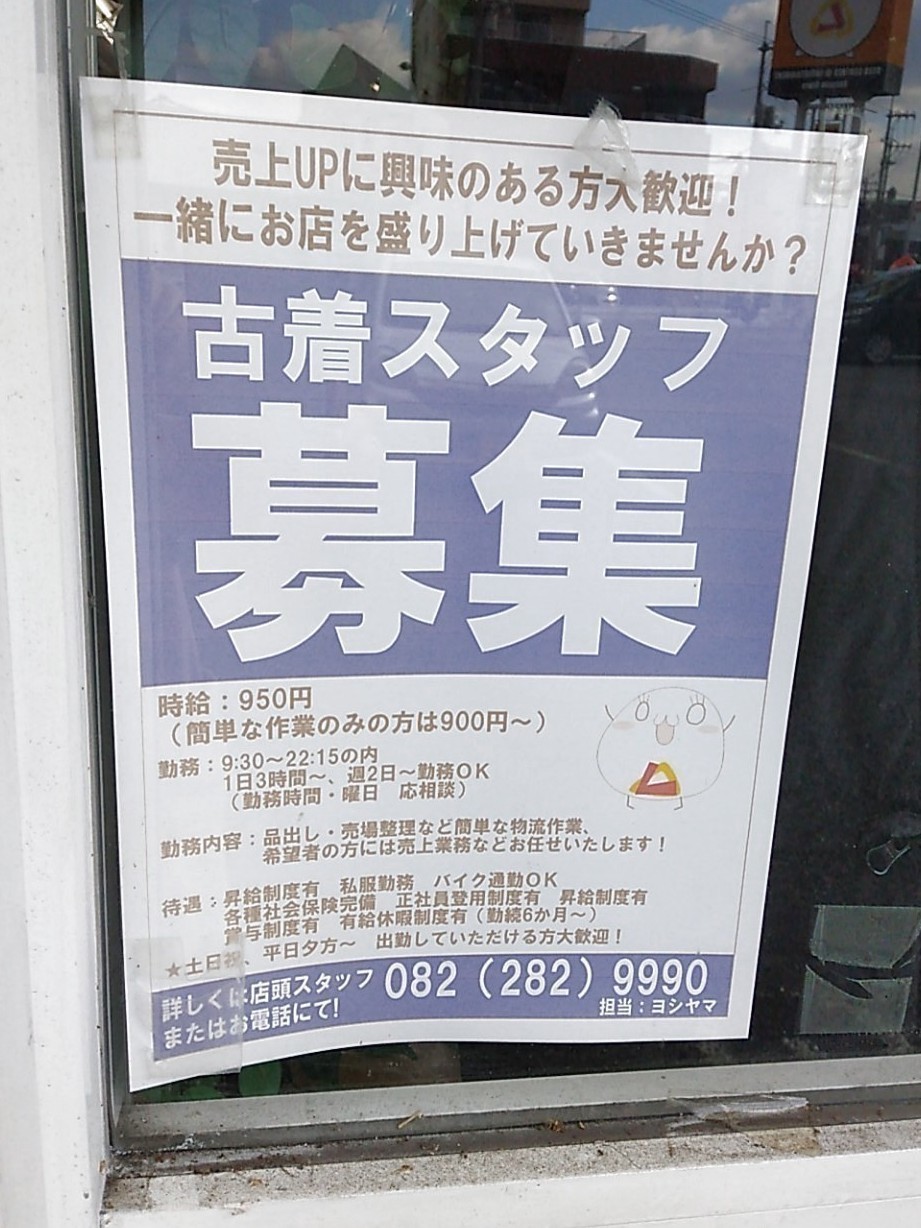 売上UPに興味のある方大歓迎！
一緒にお店を盛り上げていきませんか？
古着スタッフ
募集
時給：950円
（簡単な作業のみの方は900円～）
勤務：9:30～22:15の内
1日3時間～、週2日～勤務OK
（勤務時間・曜日　応相談）
勤務内容：品出し・売場整理など簡単な物流作業、
希望者の方には売上業務などお任せいたします！
待遇：昇給制度有　私服勤務　バイク通勤OK
各種社会保険完備　正社員登用制度有　昇給制度有
賞与制度有　有給休暇制度有（勤続6か月～）
★土日祝、平日夕方～　出勤していただける方大歓迎！
詳しくは店頭スタッフ
またはお電話にて!
082（282）9990
担当：ヨシヤマ